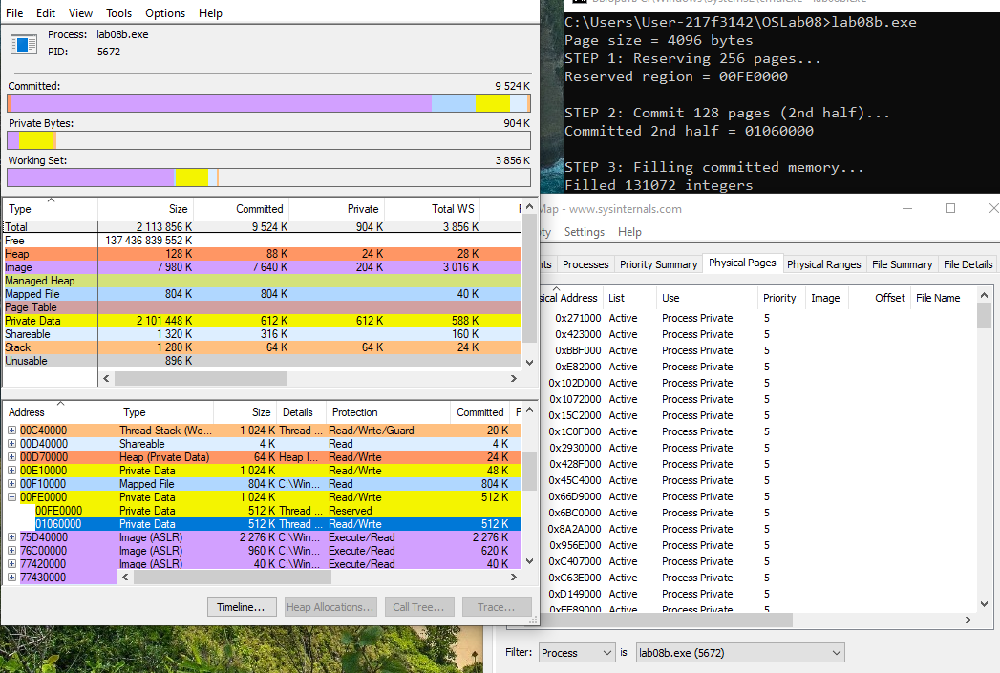 File Edit View Tools Options Help
Process: lab08b.exe
PID: 5672
Committed: 9 524 K
Private Bytes: 904 K
Working Set: 3 856 K
Type Size Committed Private Total WS
Total 2 113 856 K 9 524 K 904 K 3 856 K
Free 137 436 839 552 K
Heap 128 K 88 K 24 K 28 K
Image 7 980 K 7 640 K 204 K 3 016 K
Managed Heap
Mapped File 804 K 804 K 40 K
Page Table
Private Data 2 101 448 K 612 K 612 K 588 K
Shareable 1 320 K 316 K 160 K
Stack 1 280 K 64 K 64 K 24 K
Unusable 896 K
Address Type Size Details Protection Committed P
00C40000 Thread Stack (Wo... 1 024 K Thread ... Read/Write/Guard 20 K
00D40000 Shareable 4 K Read 4 K
00D70000 Heap (Private Data) 64 K Heap I... Read/Write 24 K
00E10000 Private Data 1 024 K Read/Write 48 K
00F10000 Mapped File 804 K C:\Win... Read 804 K
00FE0000 Private Data 1 024 K Read/Write 512 K
00FE0000 Private Data 512 K Thread ... Reserved
01060000 Private Data 512 K Thread ... Read/Write 512 K
75D40000 Image (ASLR) 2 276 K C:\Win... Execute/Read 2 276 K
76C00000 Image (ASLR) 960 K C:\Win... Execute/Read 620 K
77420000 Image (ASLR) 40 K C:\Win... Execute/Read 40 K
77430000
Timeline... Heap Allocations... Call Tree... Trace...
C:\Users\User-217f3142\OSLab08>lab08b.exe
Page size = 4096 bytes
STEP 1: Reserving 256 pages...
Reserved region = 00FE0000
STEP 2: Commit 128 pages (2nd half)...
Committed 2nd half = 01060000
STEP 3: Filling committed memory...
Filled 131072 integers
Map - www.sysinternals.com
ty Settings Help
nts Processes Priority Summary Physical Pages Physical Ranges File Summary File Details
sical Address List Use Priority Image Offset File Name
0x271000 Active Process Private 5
0x423000 Active Process Private 5
0xBBF000 Active Process Private 5
0xE82000 Active Process Private 5
0x102D000 Active Process Private 5
0x1072000 Active Process Private 5
0x15C2000 Active Process Private 5
0x1C0F000 Active Process Private 5
0x2930000 Active Process Private 5
0x428F000 Active Process Private 5
0x45C4000 Active Process Private 5
0x66D9000 Active Process Private 5
0x6BC0000 Active Process Private 5
0x8A2A000 Active Process Private 5
0x956E000 Active Process Private 5
0xC407000 Active Process Private 5
0xC63E000 Active Process Private 5
0xD149000 Active Process Private 5
0xEE89000 Active Process Private 5
Filter: Process is lab08b.exe (5672)